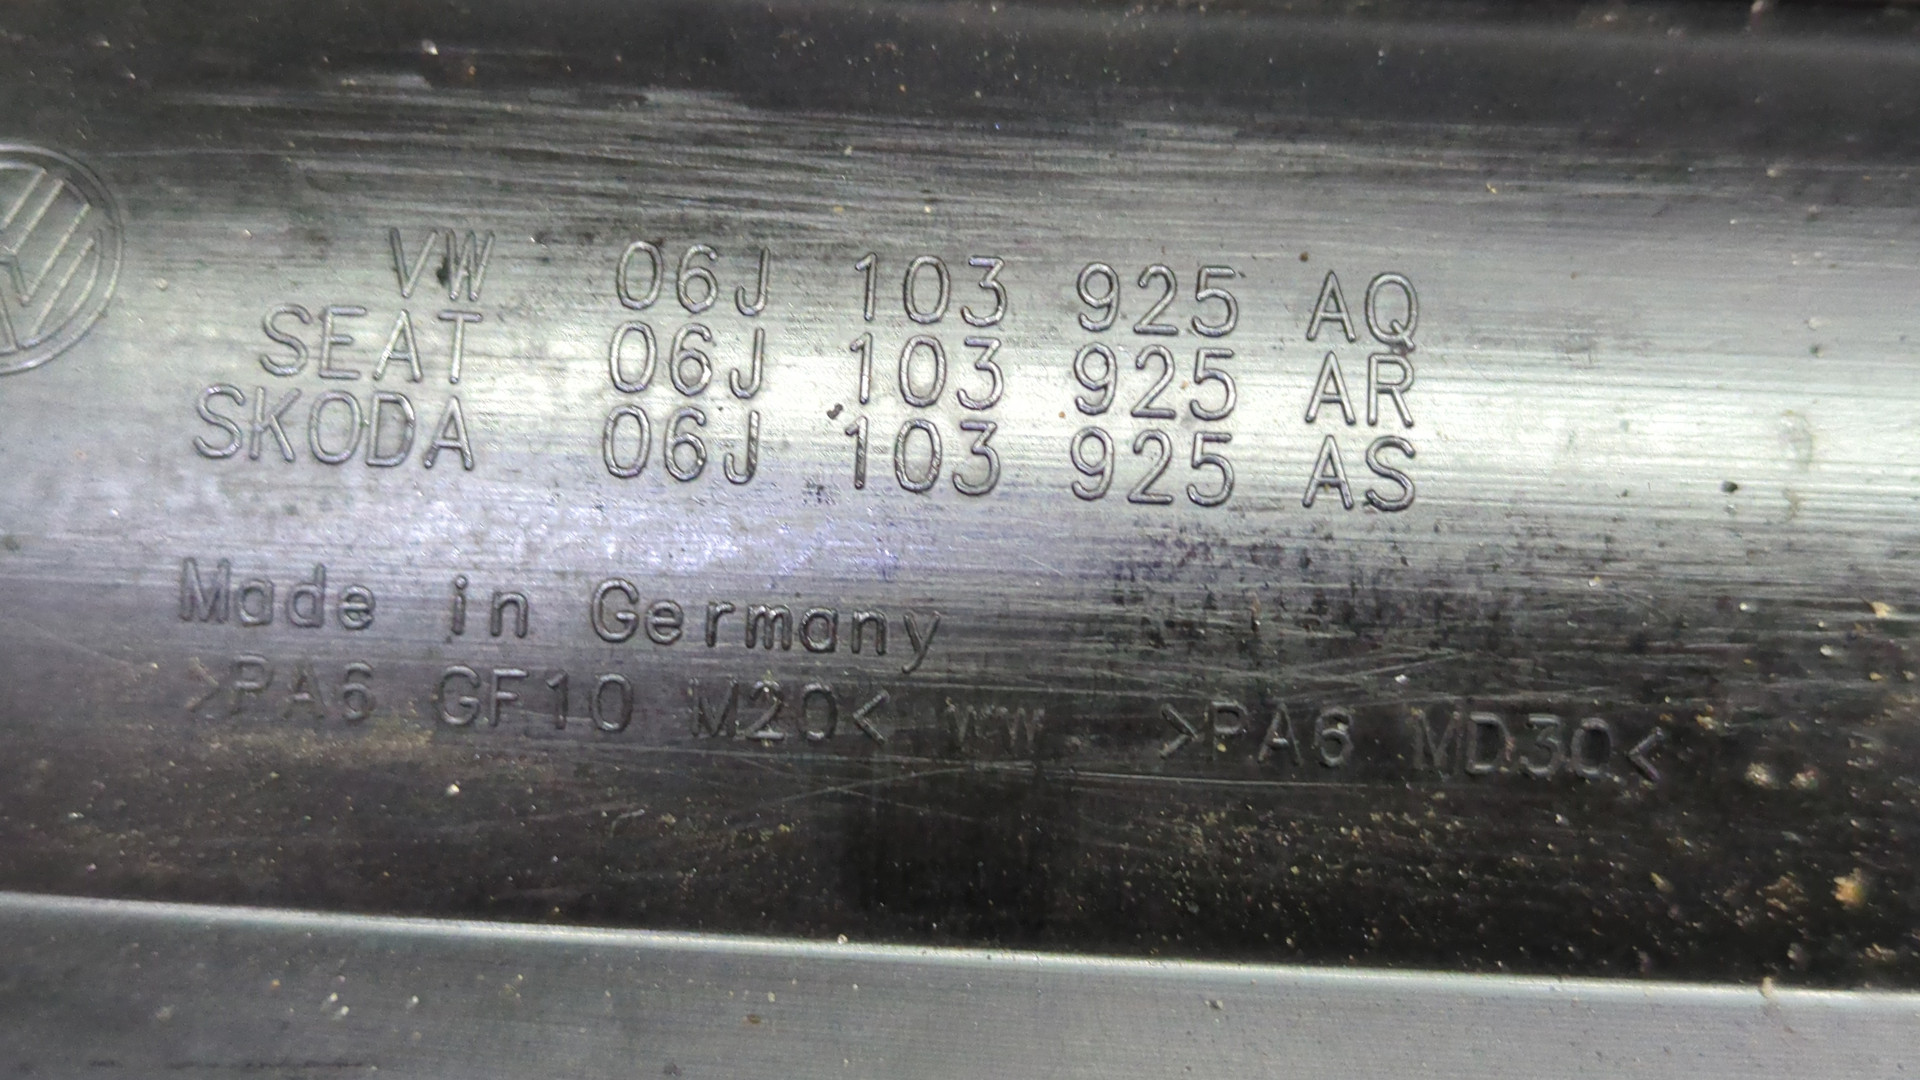 VW 06J 103 925 AQ
SEAT 06J 103 925 AR
SKODA 06J 103 925 AS
Made in Germany
>PA6 GF10 M20< WW. >PA6 MD30<